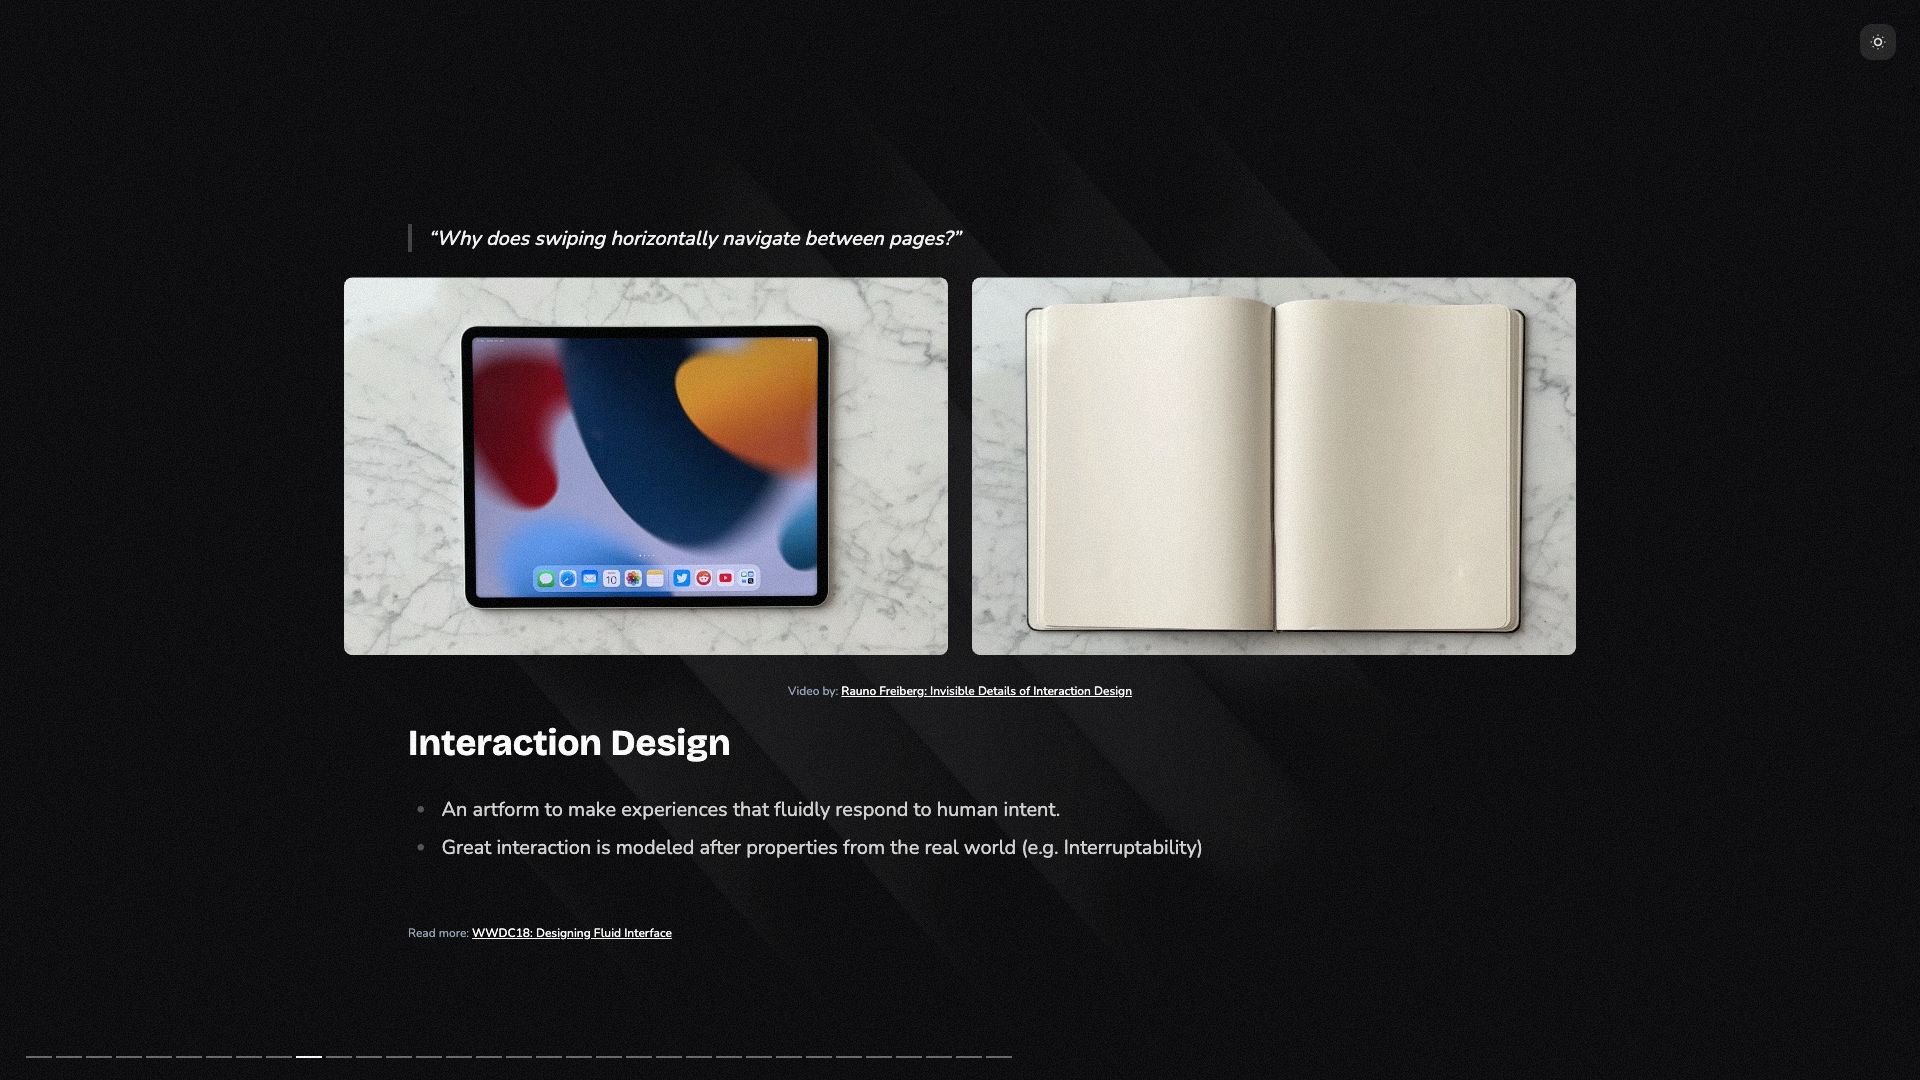 “Why does swiping horizontally navigate between pages?”
10
Video by: Rauno Freiberg: Invisible Details of Interaction Design
Interaction Design
An artform to make experiences that fluidly respond to human intent.
Great interaction is modeled after properties from the real world (e.g. Interruptability)
Read more: WWDC18: Designing Fluid Interface